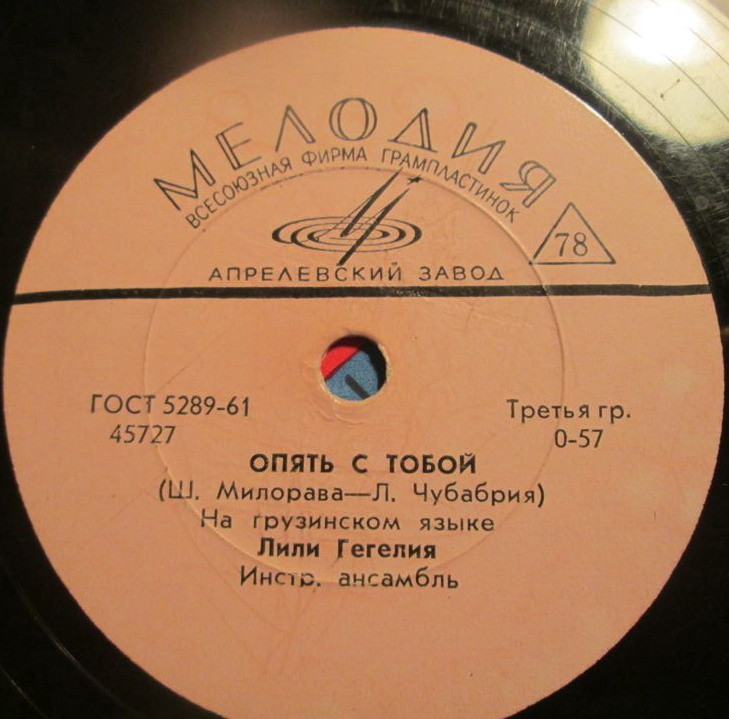 МЕЛОДИЯ
ВСЕСОЮЗНАЯ ФИРМА ГРАМПЛАСТИНОК
78
АПРЕЛЕВСКИЙ ЗАВОД
ГОСТ 5289-61
45727
Третья гр.
0-57
ОПЯТЬ С ТОБОЙ
(Ш. Милорава—Л. Чубабрия)
На грузинском языке
Лили Гегелия
Инстр. ансамбль